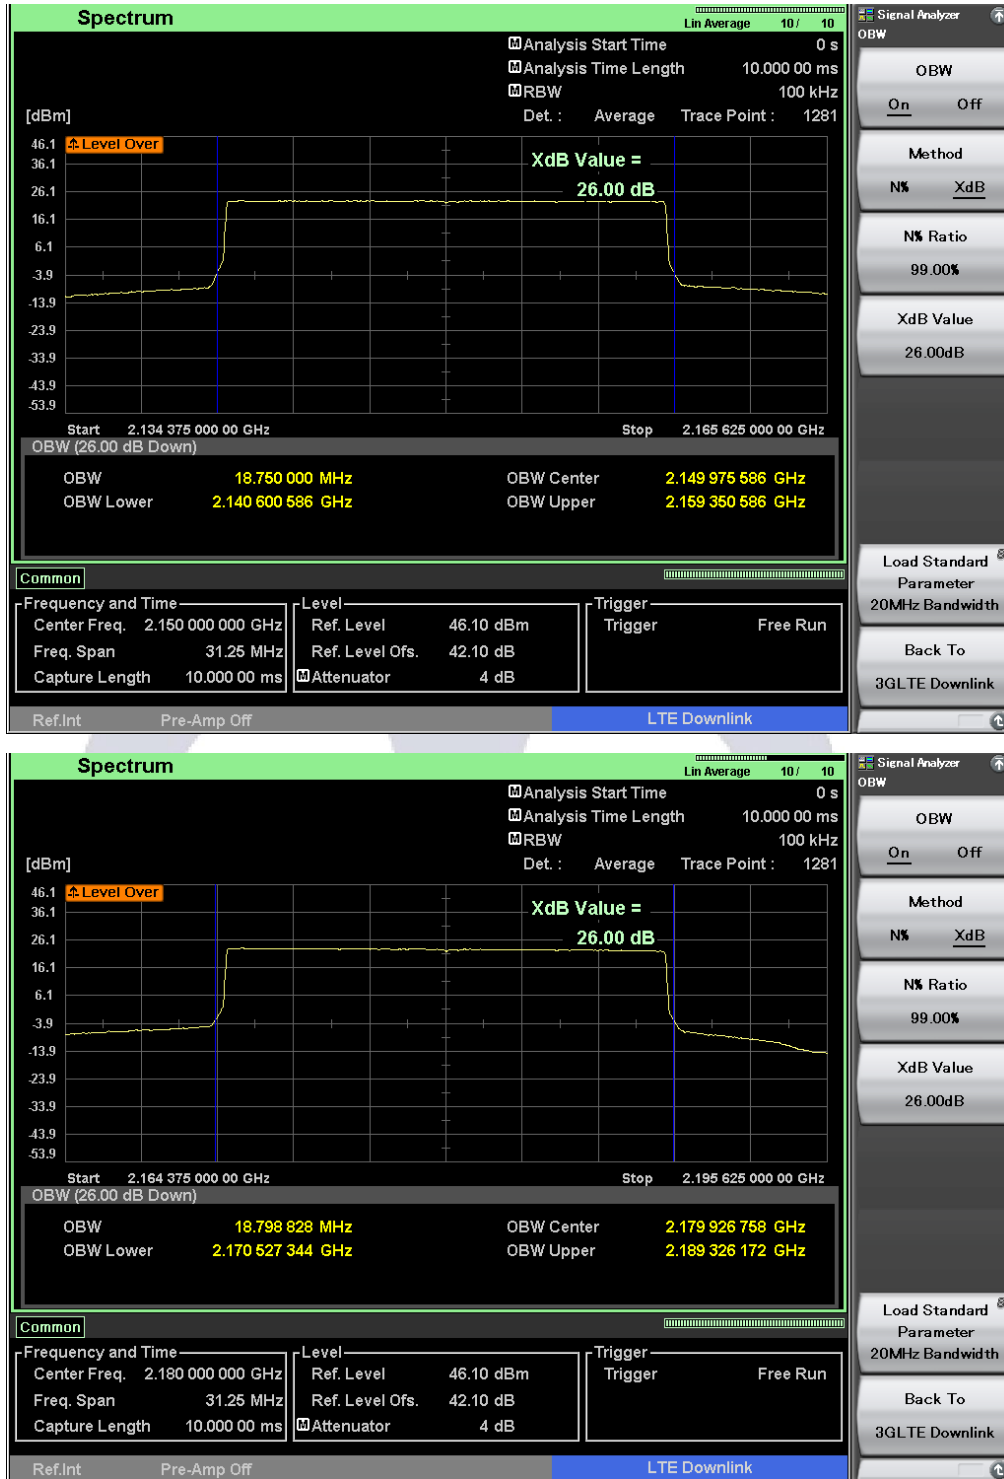 Spectrum
Lin Average 10 / 10
M Analysis Start Time 0 s
M Analysis Time Length 10.000 00 ms
M RBW 100 kHz
[dBm] Det. : Average Trace Point : 1281
Level Over
XdB Value =
26.00 dB
46.1
36.1
26.1
16.1
6.1
-3.9
-13.9
-23.9
-33.9
-43.9
-53.9
Start 2.134 375 000 00 GHz Stop 2.165 625 000 00 GHz
OBW (26.00 dB Down)
OBW 18.750 000 MHz OBW Center 2.149 975 586 GHz
OBW Lower 2.140 600 586 GHz OBW Upper 2.159 350 586 GHz
Common
Frequency and Time Level Trigger
Center Freq. 2.150 000 000 GHz Ref. Level 46.10 dBm Trigger Free Run
Freq. Span 31.25 MHz Ref. Level Ofs. 42.10 dB
Capture Length 10.000 00 ms M Attenuator 4 dB
Ref.Int Pre-Amp Off LTE Downlink
Signal Analyzer
OBW
OBW
On Off
Method
N% XdB
N% Ratio
99.00%
XdB Value
26.00dB
Load Standard
Parameter
20MHz Bandwidth
Back To
3GLTE Downlink
Spectrum
Lin Average 10 / 10
M Analysis Start Time 0 s
M Analysis Time Length 10.000 00 ms
M RBW 100 kHz
[dBm] Det. : Average Trace Point : 1281
Level Over
XdB Value =
26.00 dB
46.1
36.1
26.1
16.1
6.1
-3.9
-13.9
-23.9
-33.9
-43.9
-53.9
Start 2.164 375 000 00 GHz Stop 2.195 625 000 00 GHz
OBW (26.00 dB Down)
OBW 18.798 828 MHz OBW Center 2.179 926 758 GHz
OBW Lower 2.170 527 344 GHz OBW Upper 2.189 326 172 GHz
Common
Frequency and Time Level Trigger
Center Freq. 2.180 000 000 GHz Ref. Level 46.10 dBm Trigger Free Run
Freq. Span 31.25 MHz Ref. Level Ofs. 42.10 dB
Capture Length 10.000 00 ms M Attenuator 4 dB
Ref.Int Pre-Amp Off LTE Downlink
Signal Analyzer
OBW
OBW
On Off
Method
N% XdB
N% Ratio
99.00%
XdB Value
26.00dB
Load Standard
Parameter
20MHz Bandwidth
Back To
3GLTE Downlink